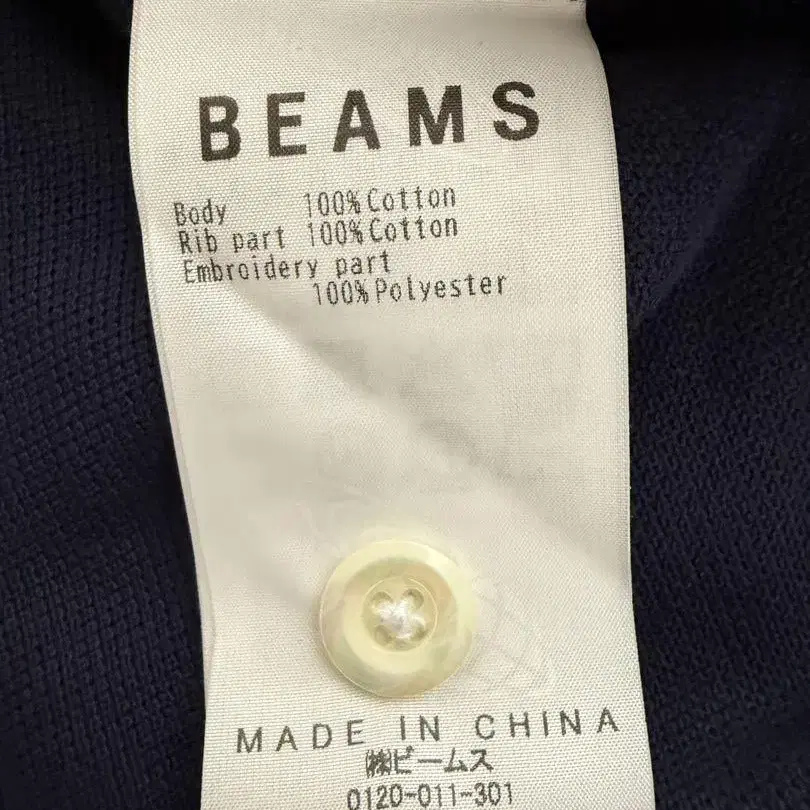 BEAMS
Body 100%Cotton
Rib part 100%Cotton
Embroidery part
100%Polyester
MADE IN CHINA
㈱ビームス
0120-011-301